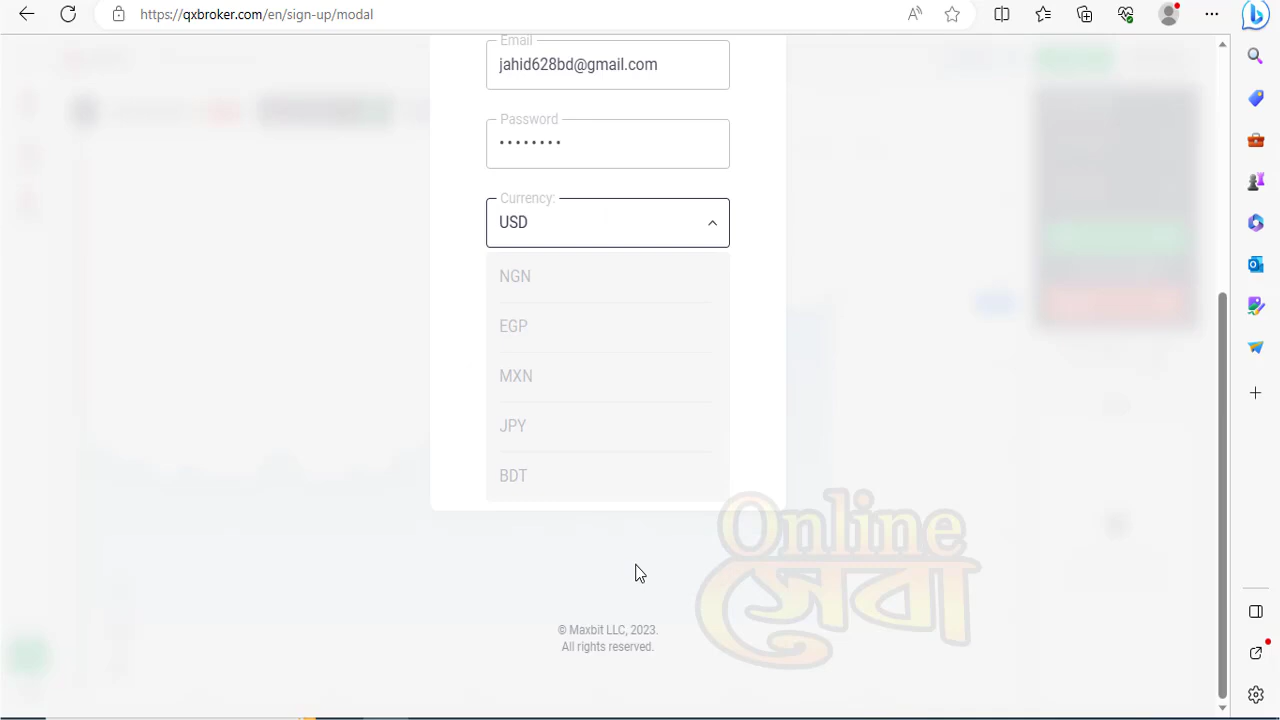 https://qxbroker.com/en/sign-up/modal
Email
jahid628bd@gmail.com
Password
••••••••
Currency:
USD
NGN
EGP
MXN
JPY
BDT
Online
সেবা
© Maxbit LLC, 2023.
All rights reserved.